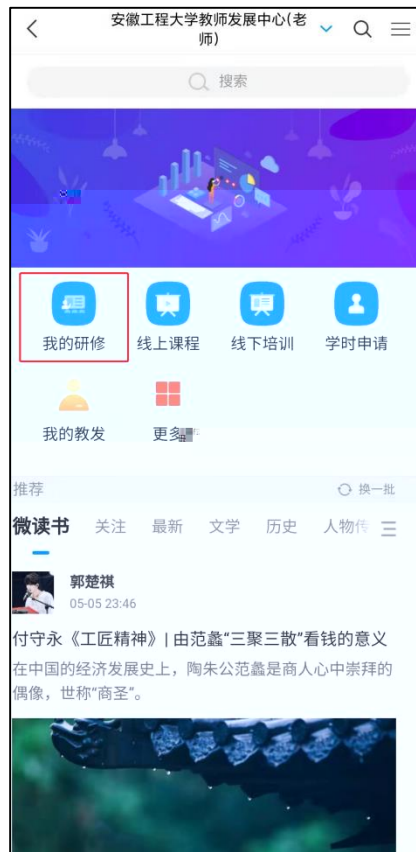 安徽工程大学教师发展中心(老
师)
搜索
我的研修
线上课程
线下培训
学时申请
我的教发
更多
推荐
换一批
微读书
关注
最新
文学
历史
人物传
郭楚祺
05-05 23:46
付守永《工匠精神》| 由范蠡“三聚三散”看钱的意义
在中国的经济发展史上，陶朱公范蠡是商人心中崇拜的
偶像，世称“商圣“。